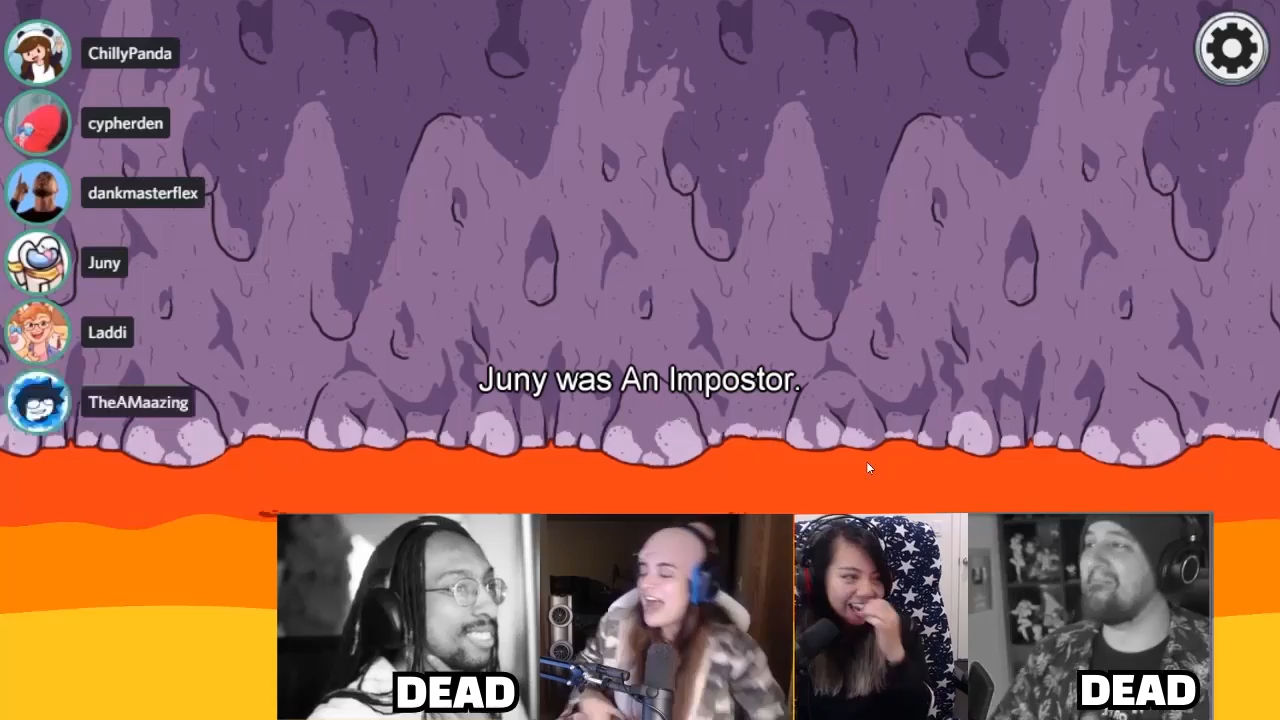 ChillyPanda
cypherden
dankmasterflex
Juny
Laddi
TheAMaazing
Juny was An Impostor.
DEAD
DEAD